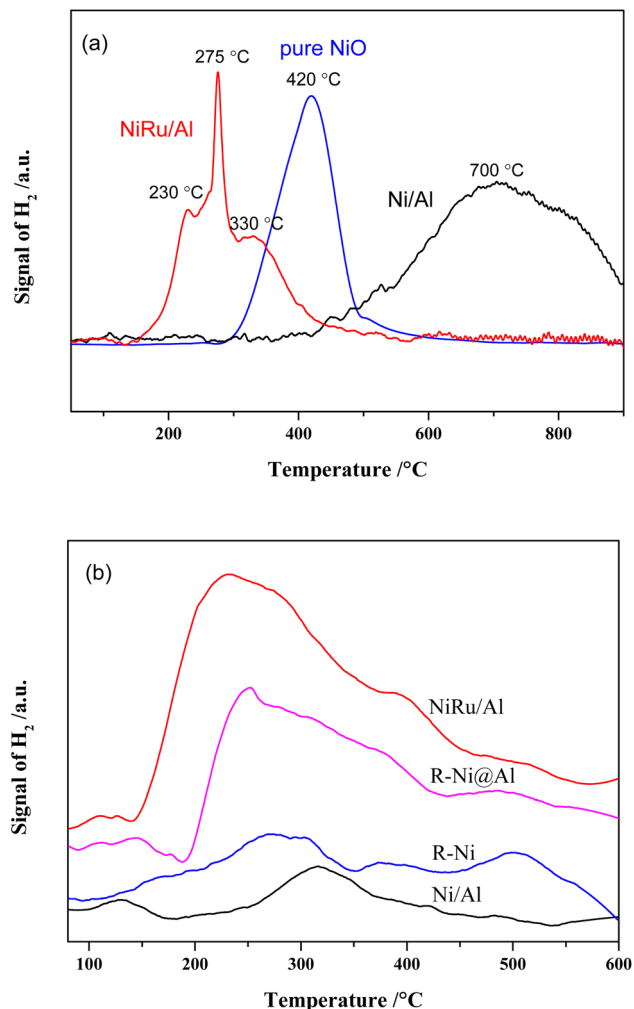 (a)
275 °C
pure NiO
420 °C
NiRu/Al
700 °C
230 °C
Ni/Al
330 °C
Signal of H₂ /a.u.
200
400
600
800
Temperature /°C
(b)
NiRu/Al
R-Ni@Al
R-Ni
Ni/Al
Signal of H₂ /a.u.
100
200
300
400
500
600
Temperature /°C